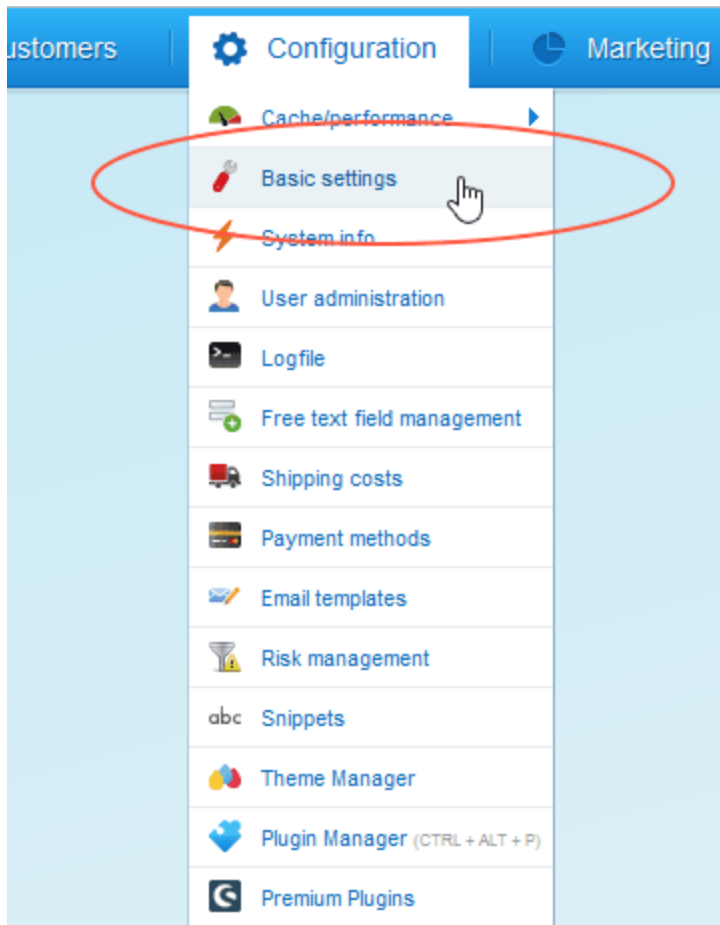 ustomers
Configuration
Marketing
Cache/performance
Basic settings
System info
User administration
>_
Logfile
Free text field management
Shipping costs
Payment methods
Email templates
Risk management
abc Snippets
Theme Manager
Plugin Manager (CTRL + ALT + P)
Premium Plugins